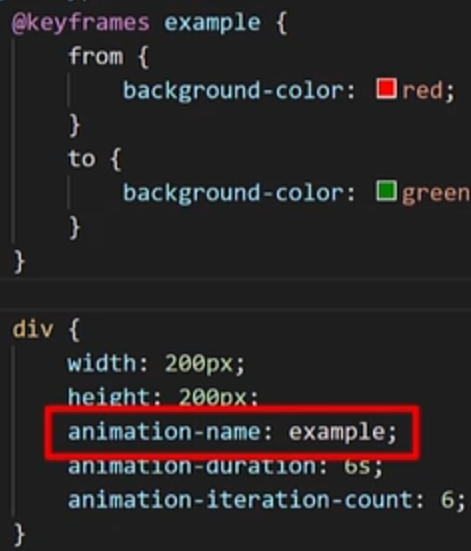 @keyframes example {
from {
background-color: red;
}
to {
background-color: green
}
}
div {
width: 200px;
height: 200px;
animation-name: example;
animation-duration: 6s;
animation-iteration-count: 6;
}